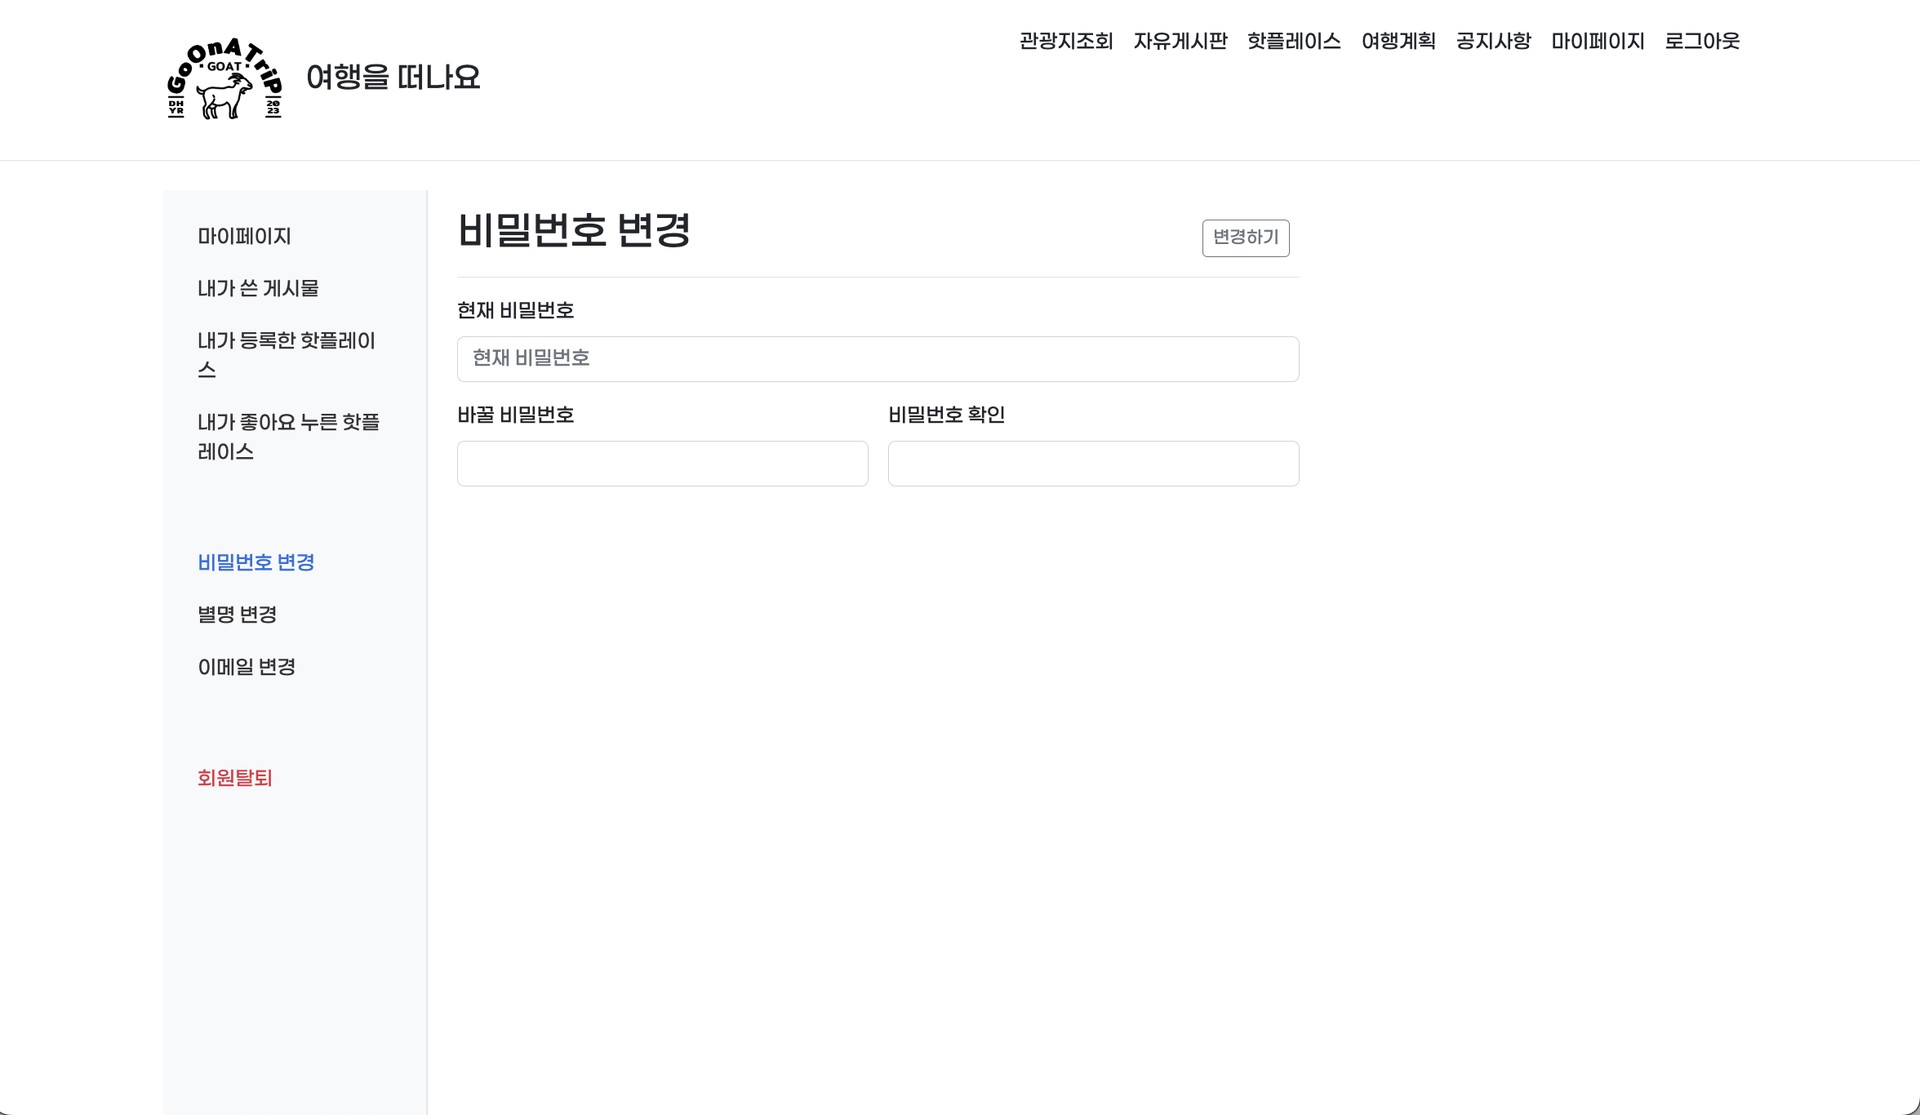 GoOnATriP
GOAT
DH
YR
20
23
여행을 떠나요
관광지조회 자유게시판 핫플레이스 여행계획 공지사항 마이페이지 로그아웃
마이페이지
내가 쓴 게시물
내가 등록한 핫플레이
스
내가 좋아요 누른 핫플
레이스
비밀번호 변경
별명 변경
이메일 변경
회원탈퇴
비밀번호 변경
변경하기
현재 비밀번호
현재 비밀번호
바꿀 비밀번호
비밀번호 확인